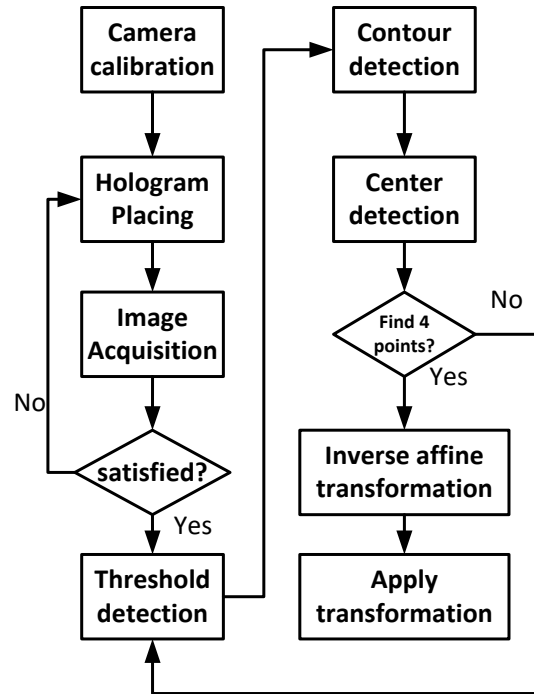 Camera
calibration
Hologram
Placing
Image
Acquisition
No
satisfied?
Yes
Threshold
detection
Contour
detection
Center
detection
No
Find 4
points?
Yes
Inverse affine
transformation
Apply
transformation